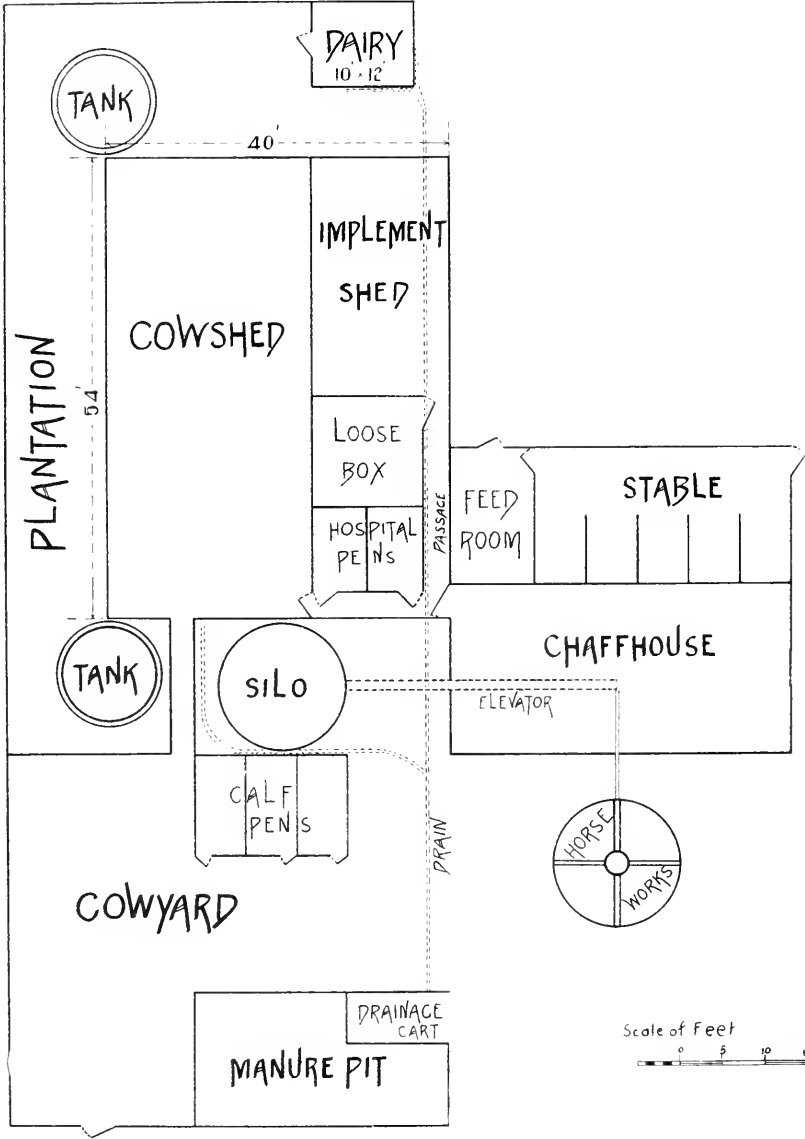 DAIRY
10' × 12'
TANK
40'
IMPLEMENT
SHED
COWSHED
PLANTATION
54'
LOOSE
BOX
HOSPITAL
PENS
PASSAGE
FEED
ROOM
STABLE
CHAFFHOUSE
TANK
SILO
ELEVATOR
CALF
PENS
DRAIN
HORSE
WORKS
COWYARD
DRAINAGE
CART
MANURE PIT
Scale of Feet
0 5 10